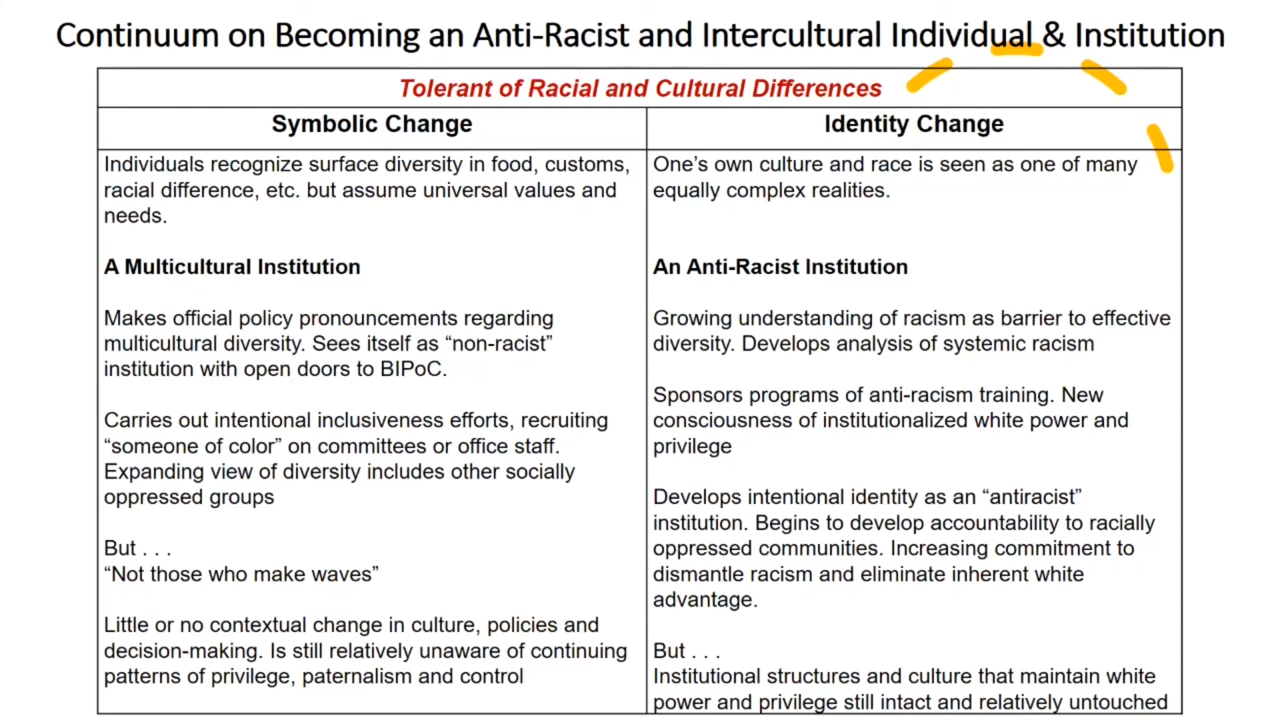 Continuum on Becoming an Anti-Racist and Intercultural Individual & Institution
Tolerant of Racial and Cultural Differences
Symbolic Change
Individuals recognize surface diversity in food, customs,
racial difference, etc. but assume universal values and
needs.
A Multicultural Institution
Makes official policy pronouncements regarding
multicultural diversity. Sees itself as “non-racist”
institution with open doors to BIPoC.
Carries out intentional inclusiveness efforts, recruiting
“someone of color” on committees or office staff.
Expanding view of diversity includes other socially
oppressed groups
But . . .
“Not those who make waves”
Little or no contextual change in culture, policies and
decision-making. Is still relatively unaware of continuing
patterns of privilege, paternalism and control
Identity Change
One’s own culture and race is seen as one of many
equally complex realities.
An Anti-Racist Institution
Growing understanding of racism as barrier to effective
diversity. Develops analysis of systemic racism
Sponsors programs of anti-racism training. New
consciousness of institutionalized white power and
privilege
Develops intentional identity as an “antiracist”
institution. Begins to develop accountability to racially
oppressed communities. Increasing commitment to
dismantle racism and eliminate inherent white
advantage.
But . . .
Institutional structures and culture that maintain white
power and privilege still intact and relatively untouched